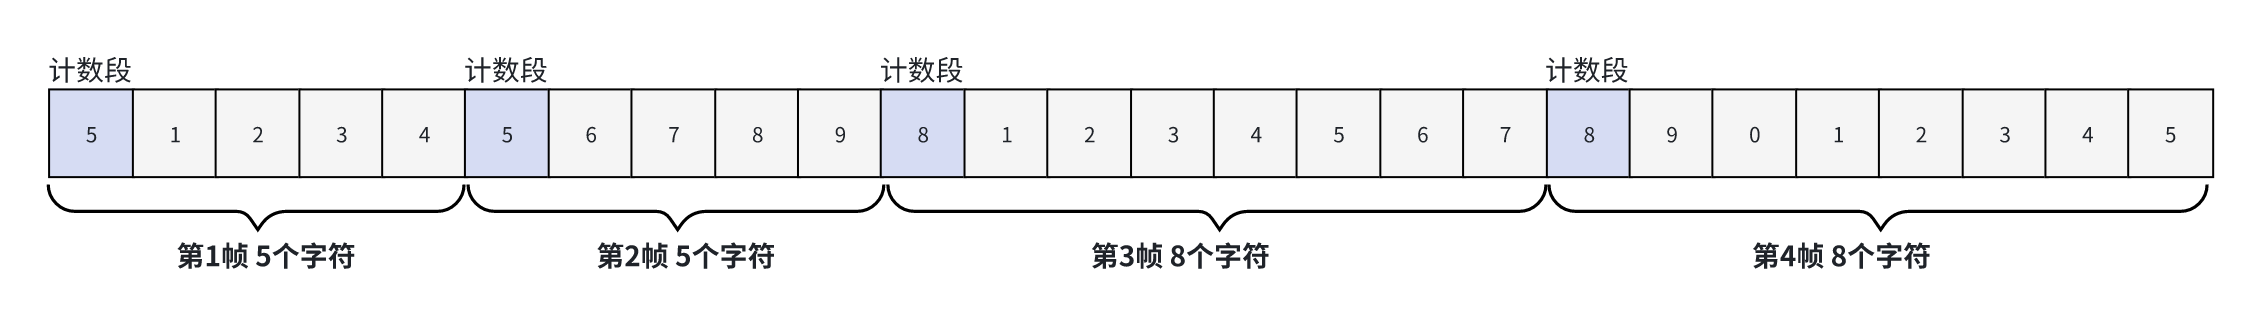 计数段 计数段 计数段 计数段
5 1 2 3 4 5 6 7 8 9 8 1 2 3 4 5 6 7 8 9 0 1 2 3 4 5
第1帧 5个字符 第2帧 5个字符 第3帧 8个字符 第4帧 8个字符